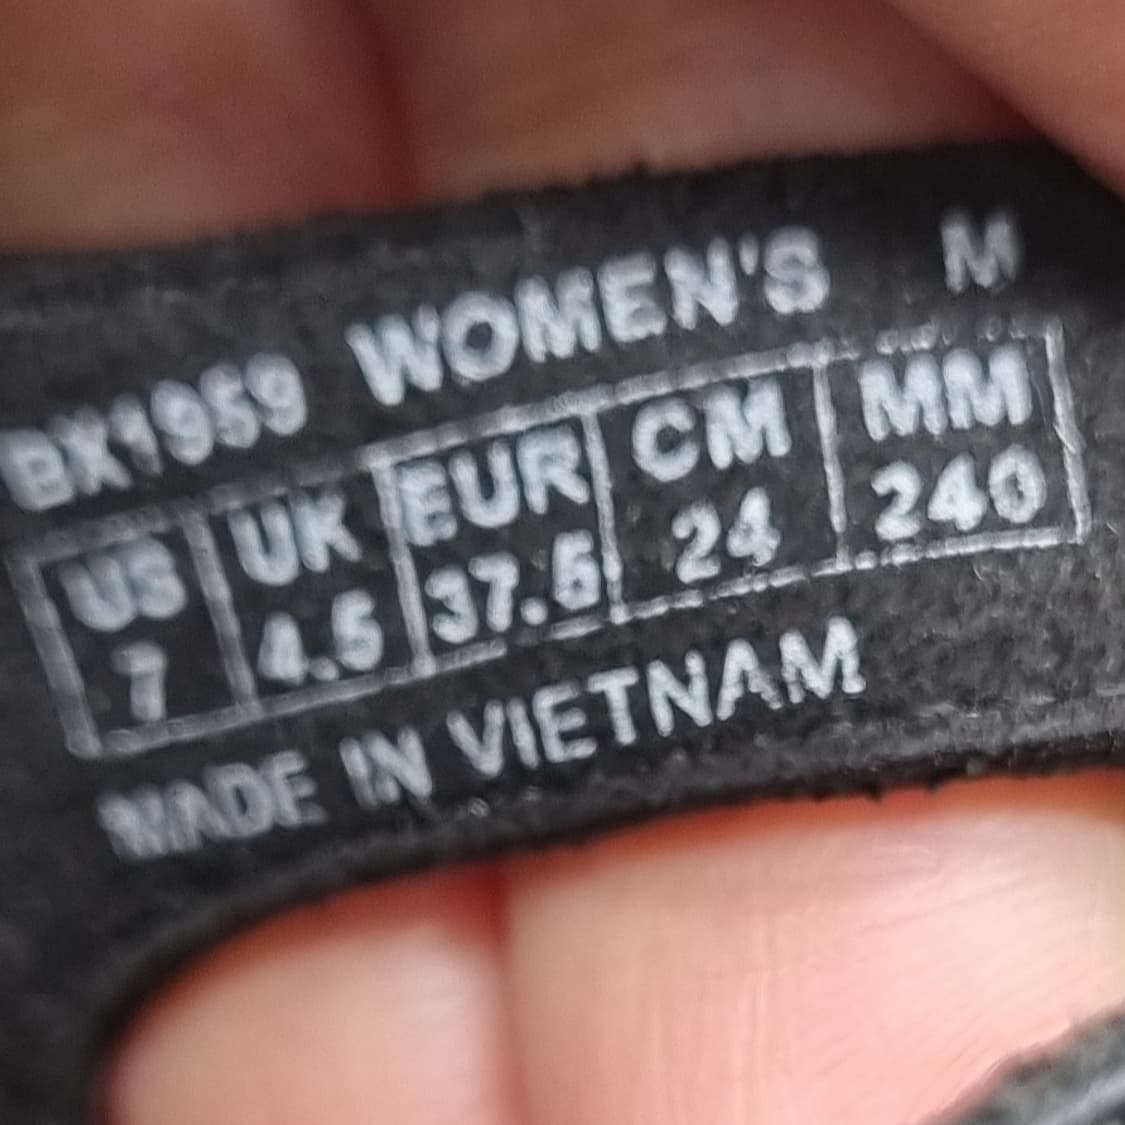 BX1959 WOMEN'S M
US UK EUR CM MM
7 4.5 37.5 24 240
MADE IN VIETNAM